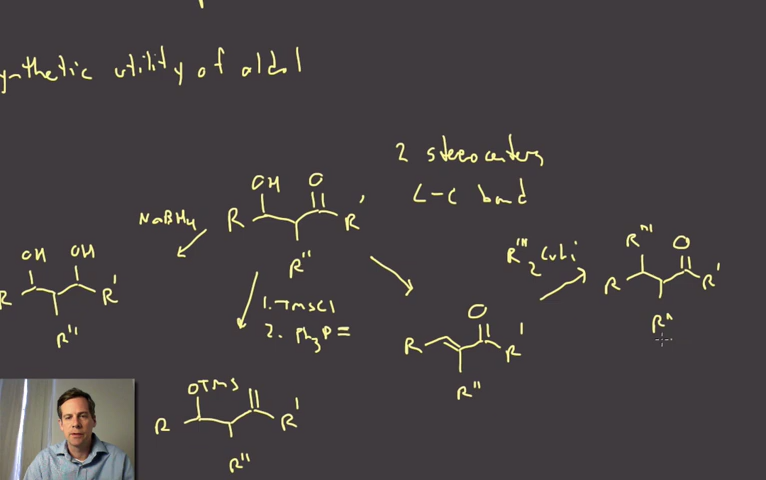 ynthetic utility of aldol
2 stereocenters
C-C bond
OH O
R R'
R''
NaBH4
OH OH
R R'
R''
1. TMSCl
2. Ph3P=
OTMS
R R'
R''
O
R R'
R''
R'''2CuLi
R''' O
R R'
R''